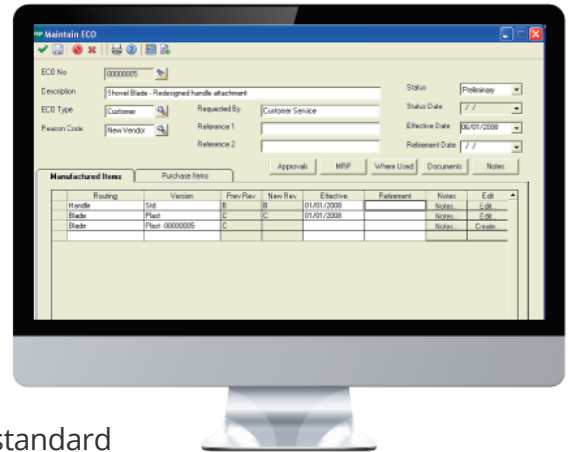 Maintain ECO
ECO No 00000005
Description Shovel Blade - Redesigned handle attachment Status Preliminary
ECO Type Customer Requested By Customer Service Status Date / /
Reason Code New Vendor Reference 1 Effective Date 06/01/2008
Reference 2 Retirement Date / /
Approvals MRP Where Used Documents Notes
Manufactured Items Purchase Items
Routing Version Prev Rev New Rev Effective Retirement Notes Edit
Handle Std B B 01/01/2008 Notes... Edit...
Blade Plast C C 01/01/2008 Notes... Edit...
Blade Plast -00000005 C Notes... Create...
standard